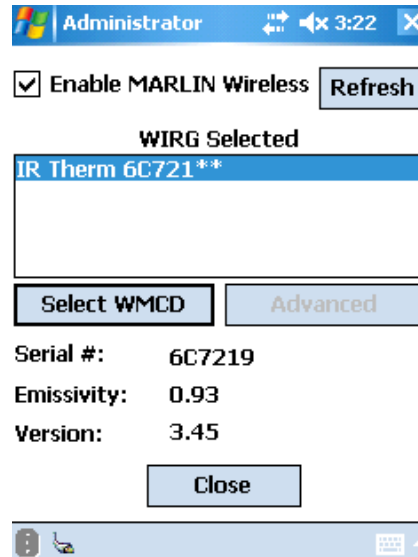 Administrator 3:22
Enable MARLIN Wireless Refresh
WIRG Selected
IR Therm 6C721**
Select WMCD Advanced
Serial #: 6C7219
Emissivity: 0.93
Version: 3.45
Close